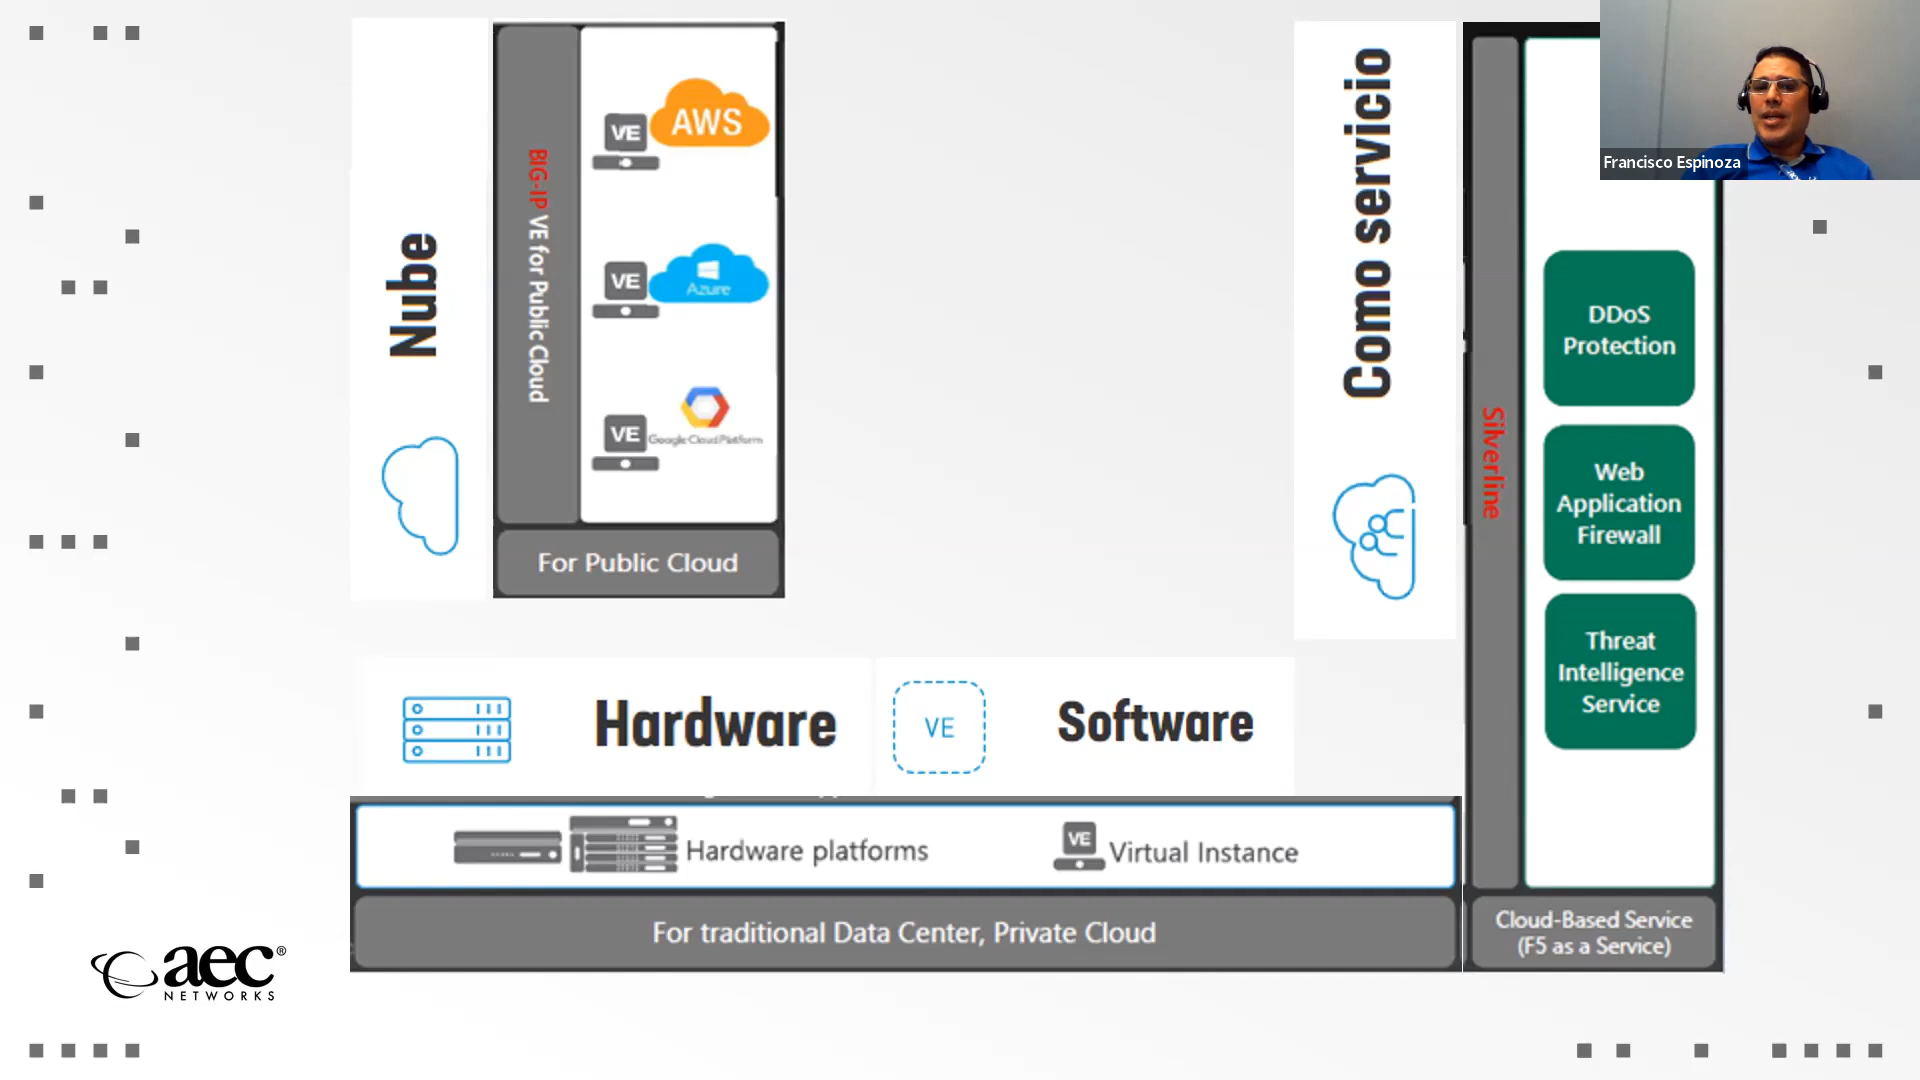 Nube
BIG-IP VE for Public Cloud
VE
AWS
VE
Azure
VE
Google Cloud Platform
For Public Cloud
Como servicio
Silverline
DDoS
Protection
Web
Application
Firewall
Threat
Intelligence
Service
Cloud-Based Service
(F5 as a Service)
Francisco Espinoza
Hardware
VE
Software
Hardware platforms
VE
Virtual Instance
For traditional Data Center, Private Cloud
aec®
NETWORKS